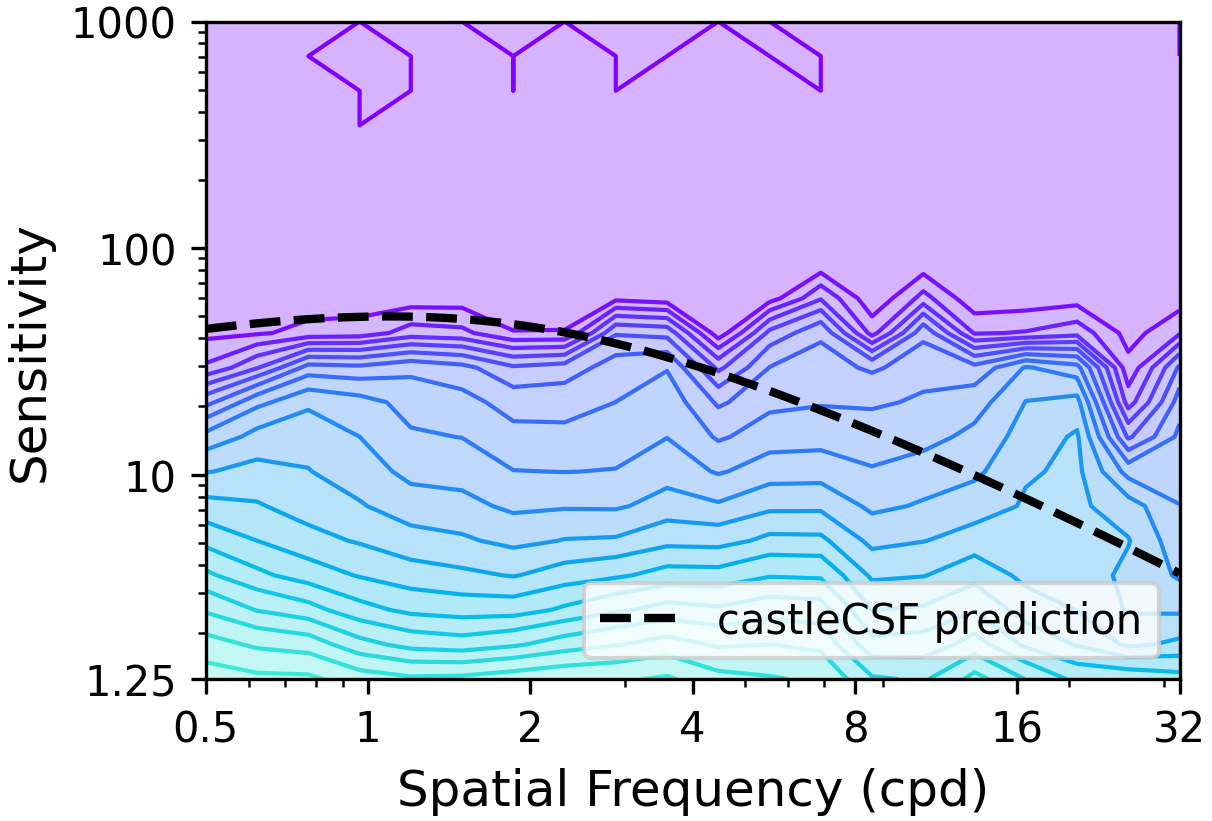 1000
100
10
1.25
Sensitivity
castleCSF prediction
0.5 1 2 4 8 16 32
Spatial Frequency (cpd)